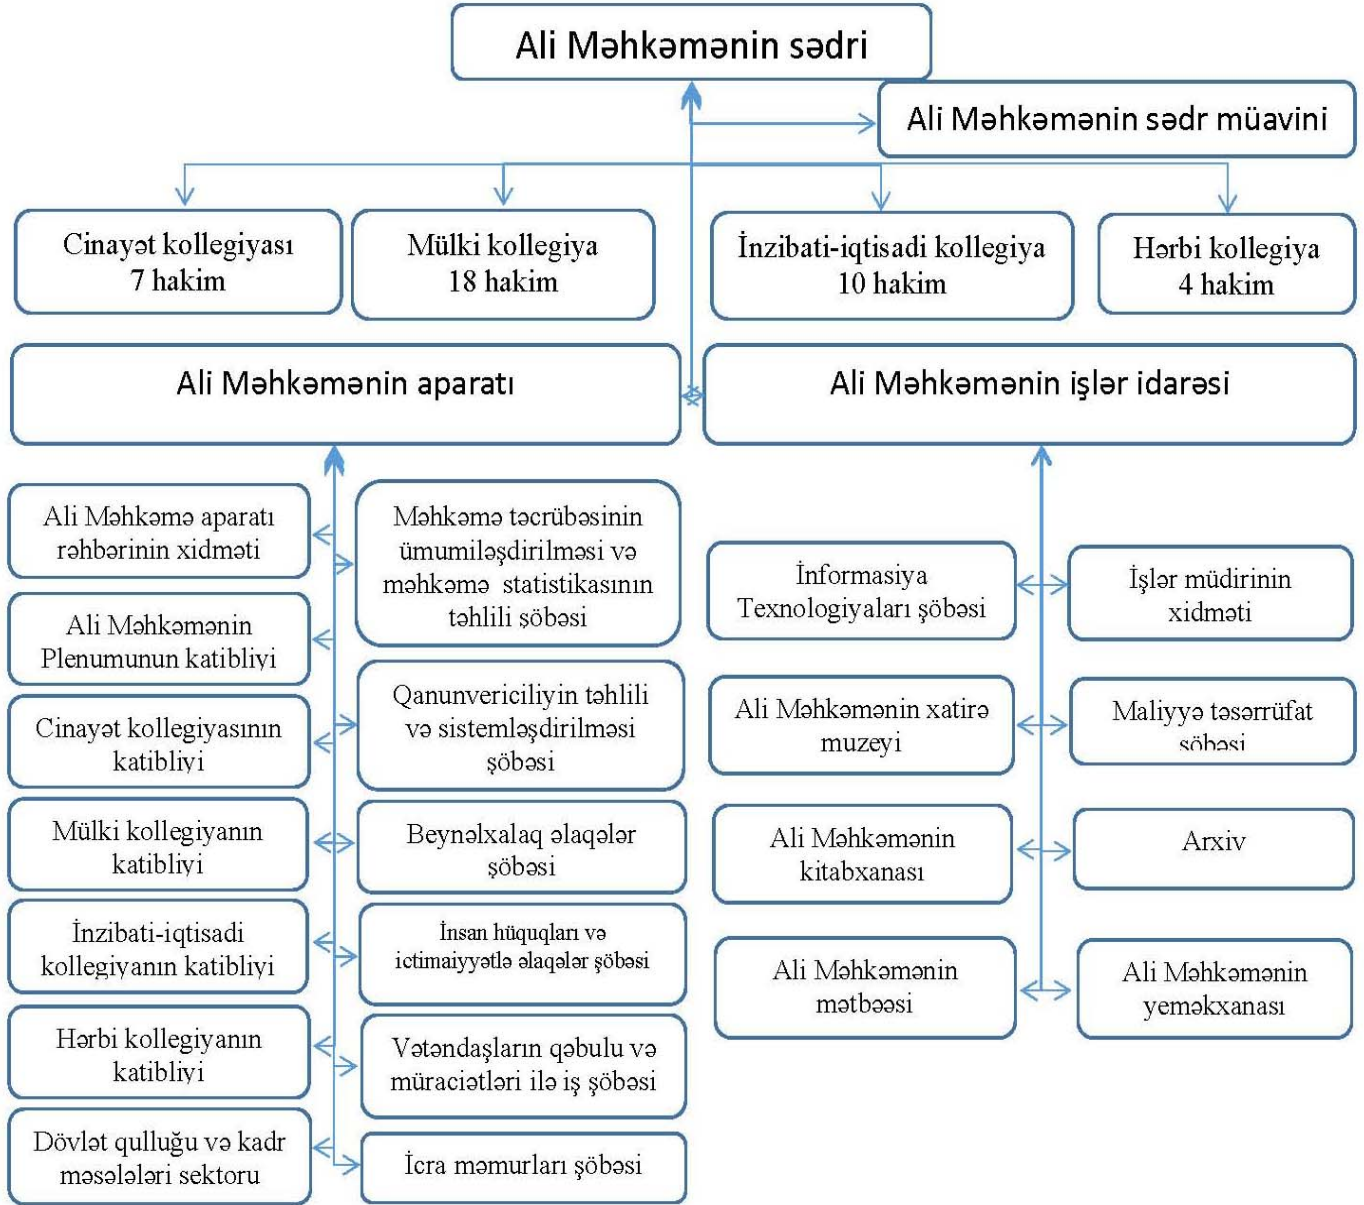 Ali Məhkəmənin sədri
Ali Məhkəmənin sədr müavini
Cinayət kollegiyası
7 hakim
Mülki kollegiya
18 hakim
İnzibati-iqtisadi kollegiya
10 hakim
Hərbi kollegiya
4 hakim
Ali Məhkəmənin aparatı
Ali Məhkəmənin işlər idarəsi
Ali Məhkəmə aparatı
rəhbərinin xidməti
Ali Məhkəmənin
Plenumunun katibliyi
Cinayət kollegiyasının
katibliyi
Mülki kollegiyanın
katibliyi
İnzibati-iqtisadi
kollegiyanın katibliyi
Hərbi kollegiyanın
katibliyi
Dövlət qulluğu və kadr
məsələləri sektoru
Məhkəmə təcrübəsinin
ümumiləşdirilməsi və
məhkəmə statistikasının
təhlili şöbəsi
Qanunvericiliyin təhlili
və sistemləşdirilməsi
şöbəsi
Beynəlxalaq əlaqələr
şöbəsi
İnsan hüquqları və
ictimaiyyətlə əlaqələr şöbəsi
Vətəndaşların qəbulu və
müraciətləri ilə iş şöbəsi
İcra məmurları şöbəsi
İnformasiya
Texnologiyaları şöbəsi
Ali Məhkəmənin xatirə
muzeyi
Ali Məhkəmənin
kitabxanası
Ali Məhkəmənin
mətbəəsi
İşlər müdirinin
xidməti
Maliyyə təsərrüfat
şöbəsi
Arxiv
Ali Məhkəmənin
yeməkxanası